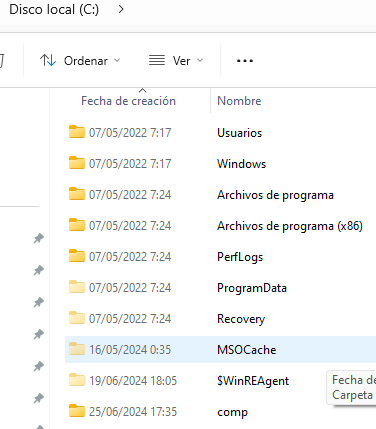 Disco local (C:)
Ordenar Ver
Fecha de creación Nombre
07/05/2022 7:17 Usuarios
07/05/2022 7:17 Windows
07/05/2022 7:24 Archivos de programa
07/05/2022 7:24 Archivos de programa (x86)
07/05/2022 7:24 PerfLogs
07/05/2022 7:24 ProgramData
07/05/2022 7:24 Recovery
16/05/2024 0:35 MSOCache
19/06/2024 18:05 $WinREAgent
Fecha de
25/06/2024 17:35 comp
Carpeta